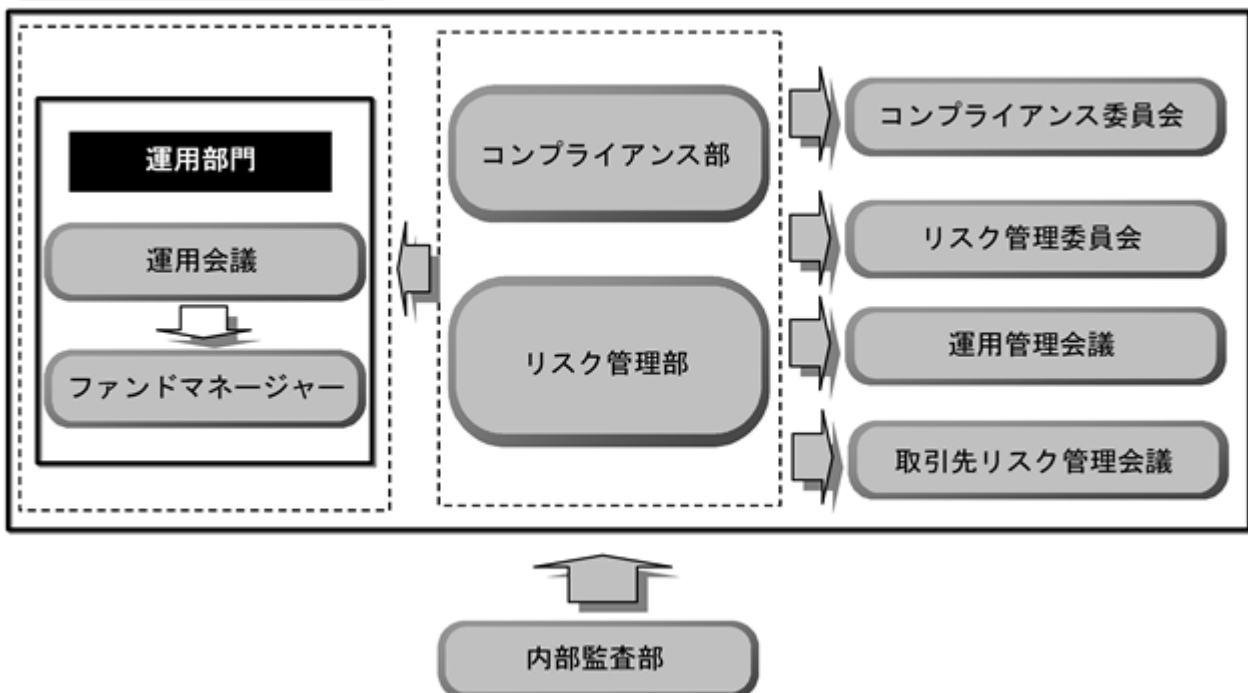 運用部門
運用会議
ファンドマネージャー
コンプライアンス部
リスク管理部
コンプライアンス委員会
リスク管理委員会
運用管理会議
取引先リスク管理会議
内部監査部